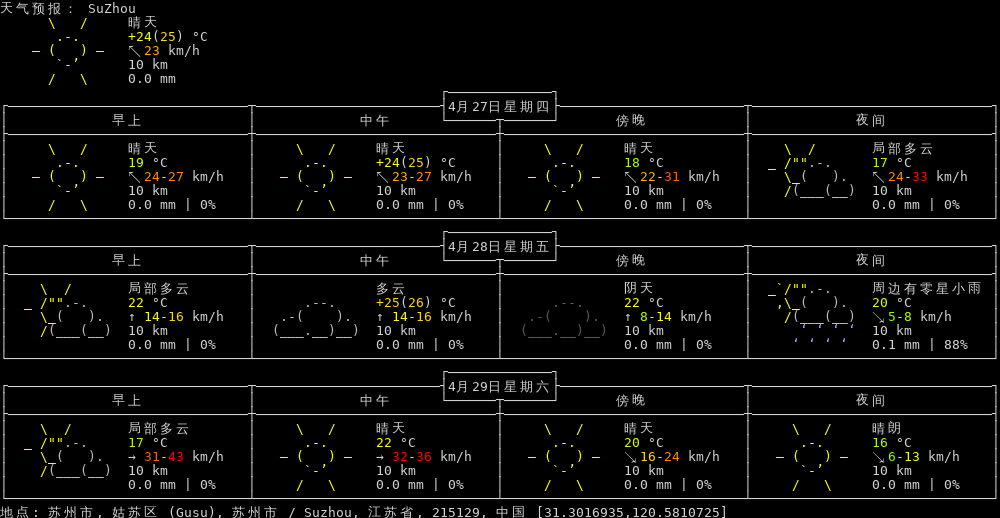 天气预报： SuZhou
晴天
+24(25) °C
↖ 23 km/h
10 km
0.0 mm
4月27日星期四
早上 中午 傍晚 夜间
晴天 晴天 晴天 局部多云
19 °C +24(25) °C 18 °C 17 °C
↖ 24-27 km/h ↖ 23-27 km/h ↖ 22-31 km/h ↖ 24-33 km/h
10 km 10 km 10 km 10 km
0.0 mm | 0% 0.0 mm | 0% 0.0 mm | 0% 0.0 mm | 0%
4月28日星期五
早上 中午 傍晚 夜间
局部多云 多云 阴天 周边有零星小雨
22 °C +25(26) °C 22 °C 20 °C
↑ 14-16 km/h ↑ 14-16 km/h ↑ 8-14 km/h ↘ 5-8 km/h
10 km 10 km 10 km 10 km
0.0 mm | 0% 0.0 mm | 0% 0.0 mm | 0% 0.1 mm | 88%
4月29日星期六
早上 中午 傍晚 夜间
局部多云 晴天 晴天 晴朗
17 °C 22 °C 20 °C 16 °C
→ 31-43 km/h → 32-36 km/h ↘ 16-24 km/h ↘ 6-13 km/h
10 km 10 km 10 km 10 km
0.0 mm | 0% 0.0 mm | 0% 0.0 mm | 0% 0.0 mm | 0%
地点: 苏州市, 姑苏区 (Gusu), 苏州市 / Suzhou, 江苏省, 215129, 中国 [31.3016935,120.5810725]